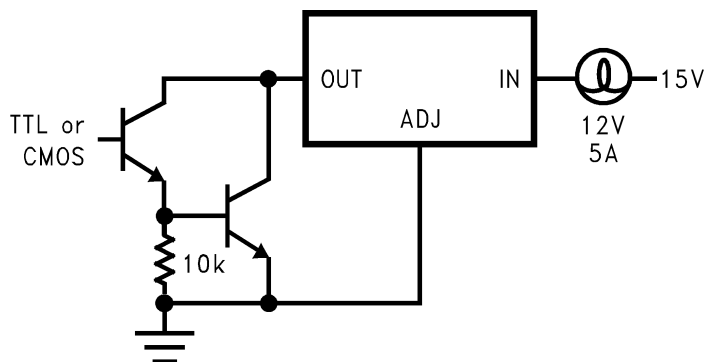 OUT
IN
15V
ADJ
TTL or
CMOS
12V
5A
10k